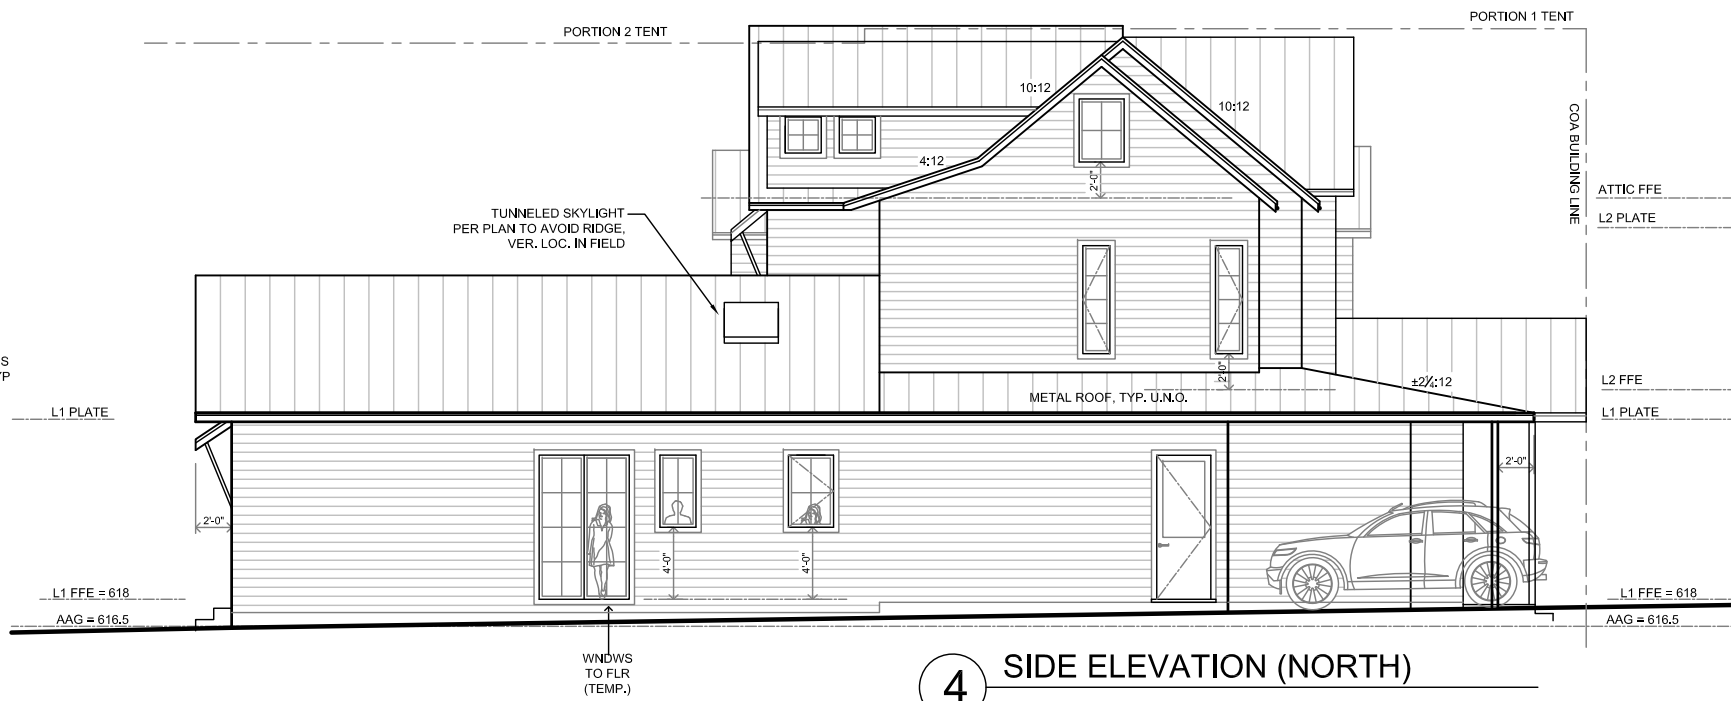 PORTION 2 TENT
PORTION 1 TENT
10:12
10:12
4:12
2'-0"
COA BUILDING LINE
ATTIC FFE
L2 PLATE
TUNNELED SKYLIGHT
PER PLAN TO AVOID RIDGE,
VER. LOC. IN FIELD
S
YP
L1 PLATE
2'-0"
METAL ROOF, TYP. U.N.O.
±2½:12
L2 FFE
L1 PLATE
2'-0"
2'-0"
4'-0"
4'-0"
L1 FFE = 618
AAG = 616.5
L1 FFE = 618
AAG = 616.5
WNDWS
TO FLR
(TEMP.)
4
SIDE ELEVATION (NORTH)